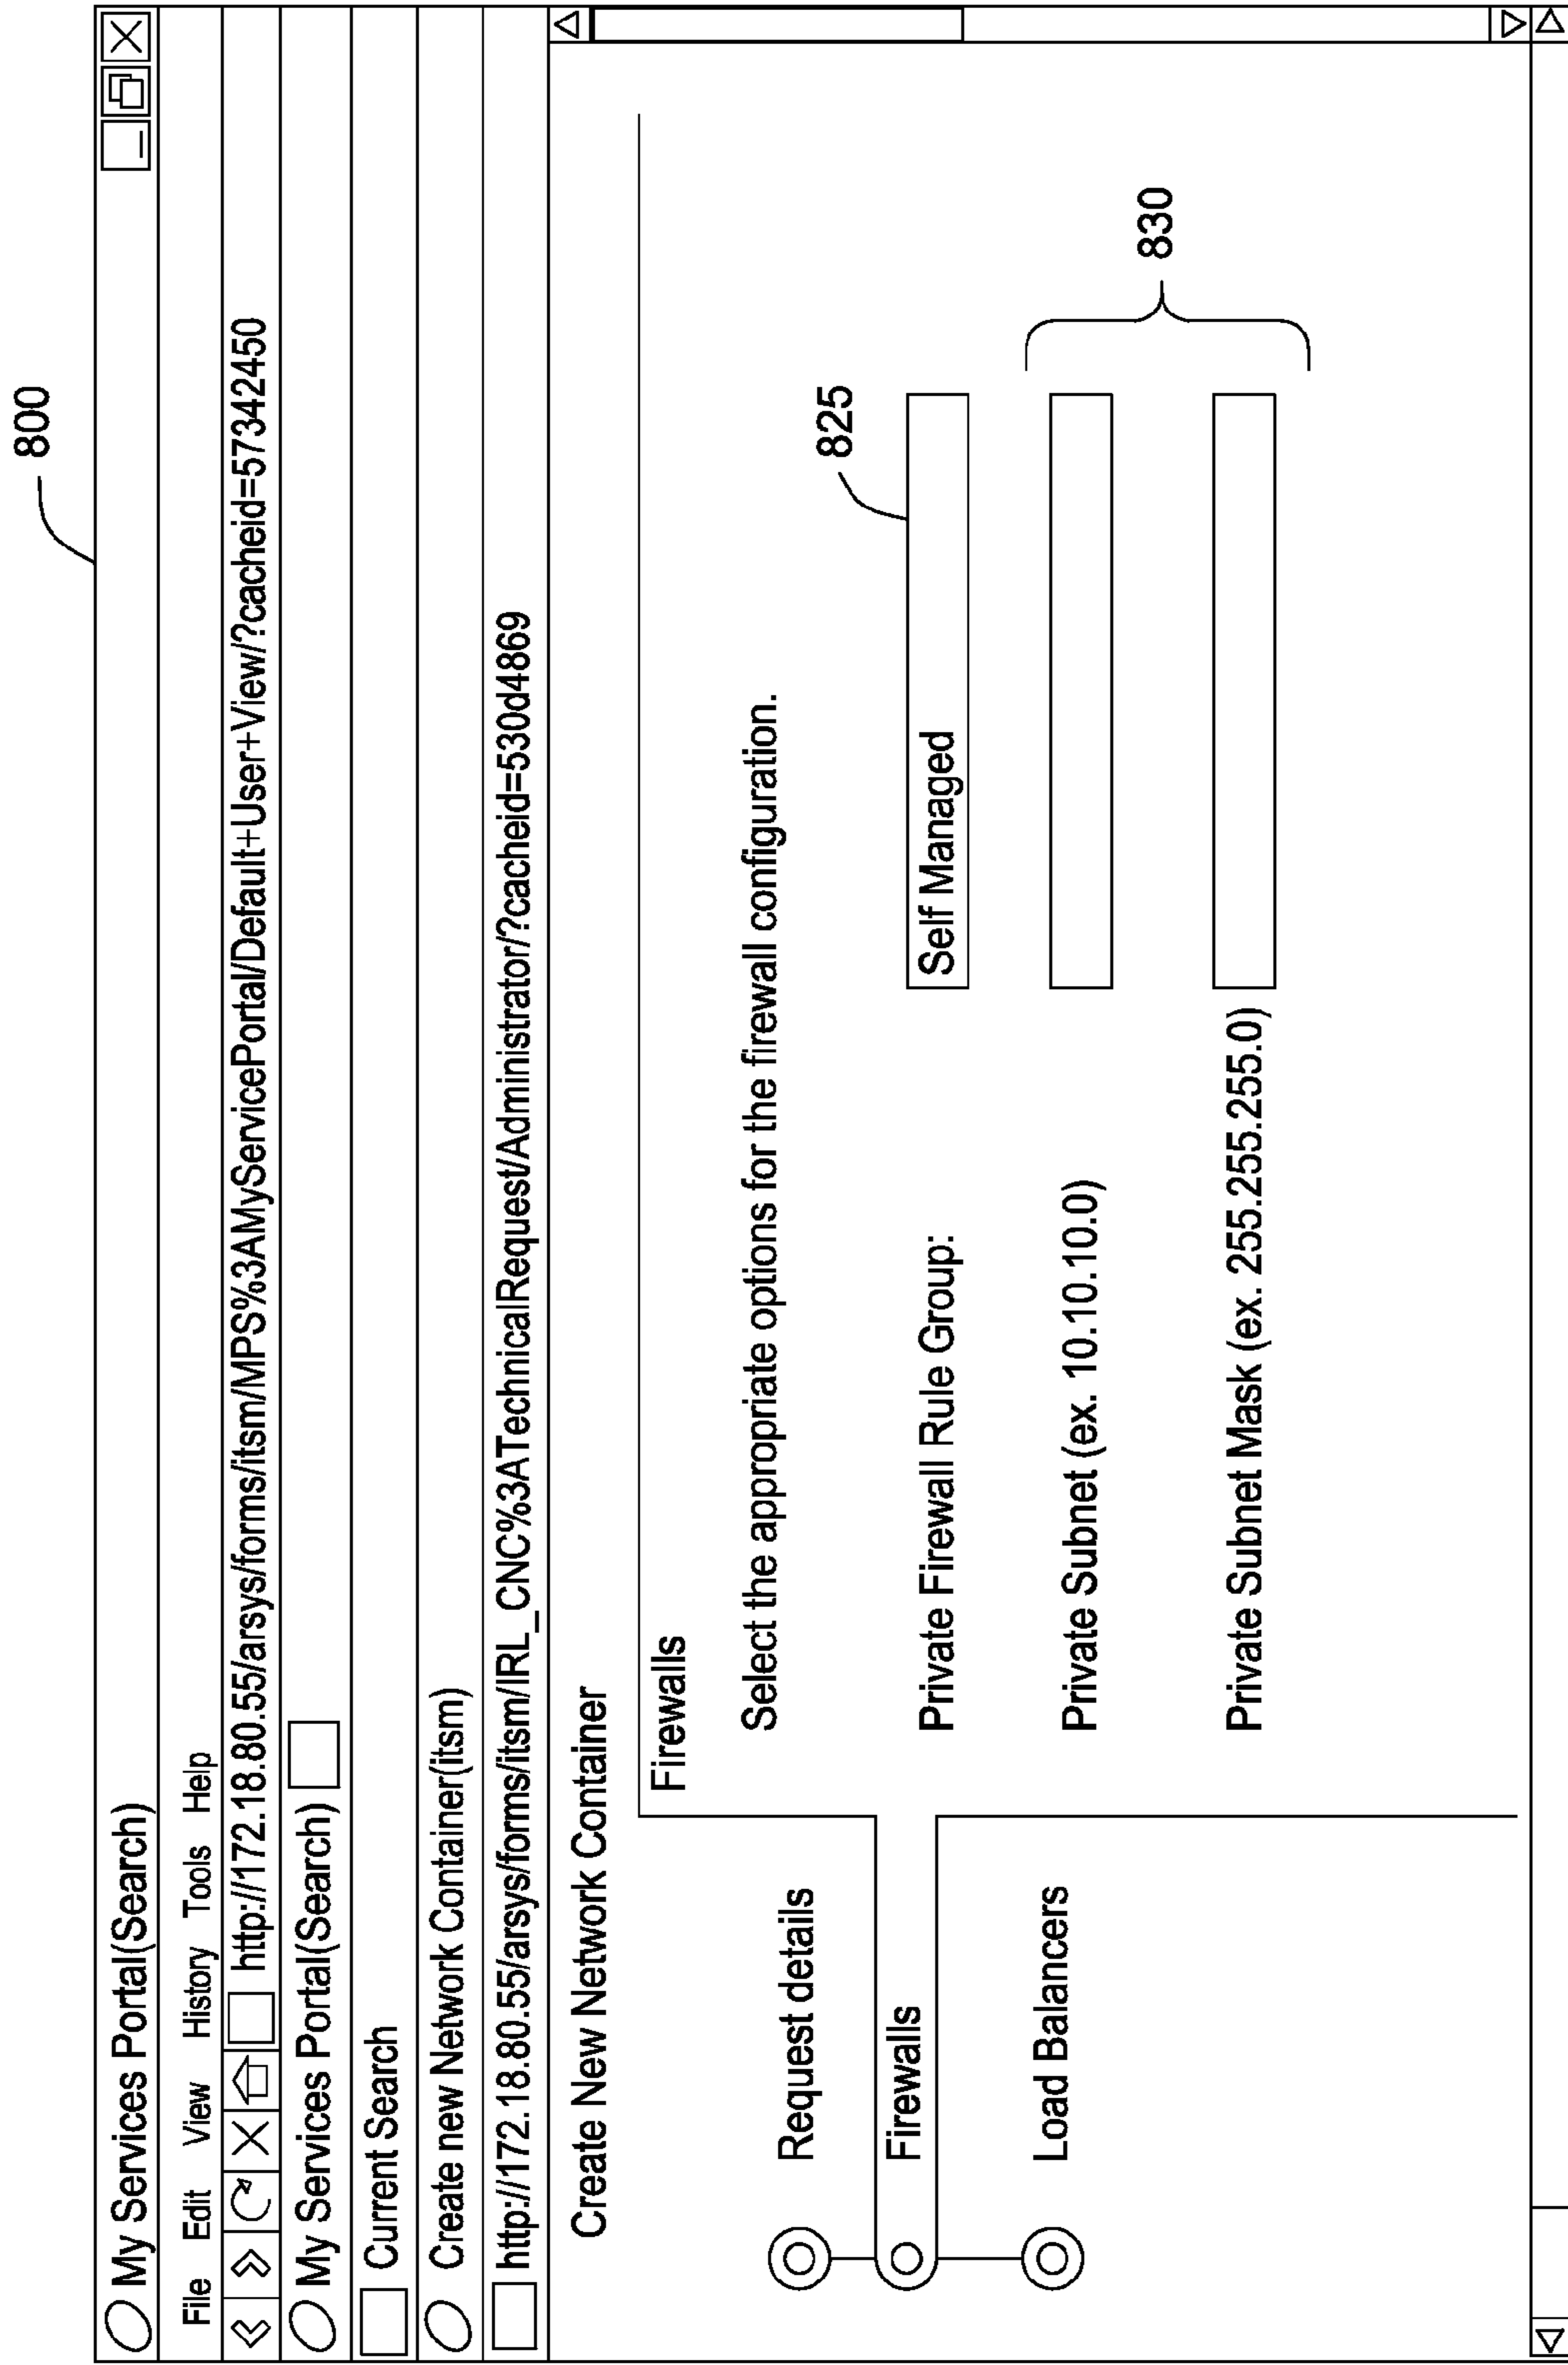 800
My Services Portal(Search)
File Edit View History Tools Help
http://172.18.80.55/arsys/forms/itsm/MPS%3AMyServicePortal/Default+User+View/?cacheid=57342450
My Services Portal(Search)
Current Search
Create new Network Container(itsm)
http://172.18.80.55/arsys/forms/itsm/IRL_CNC%3ATechnicalRequest/Administrator/?cacheid=530d4869
Create New Network Container
Firewalls
Select the appropriate options for the firewall configuration.
Request details
825
Firewalls
Private Firewall Rule Group:
Self Managed
Load Balancers
Private Subnet (ex. 10.10.10.0)
830
Private Subnet Mask (ex. 255.255.255.0)